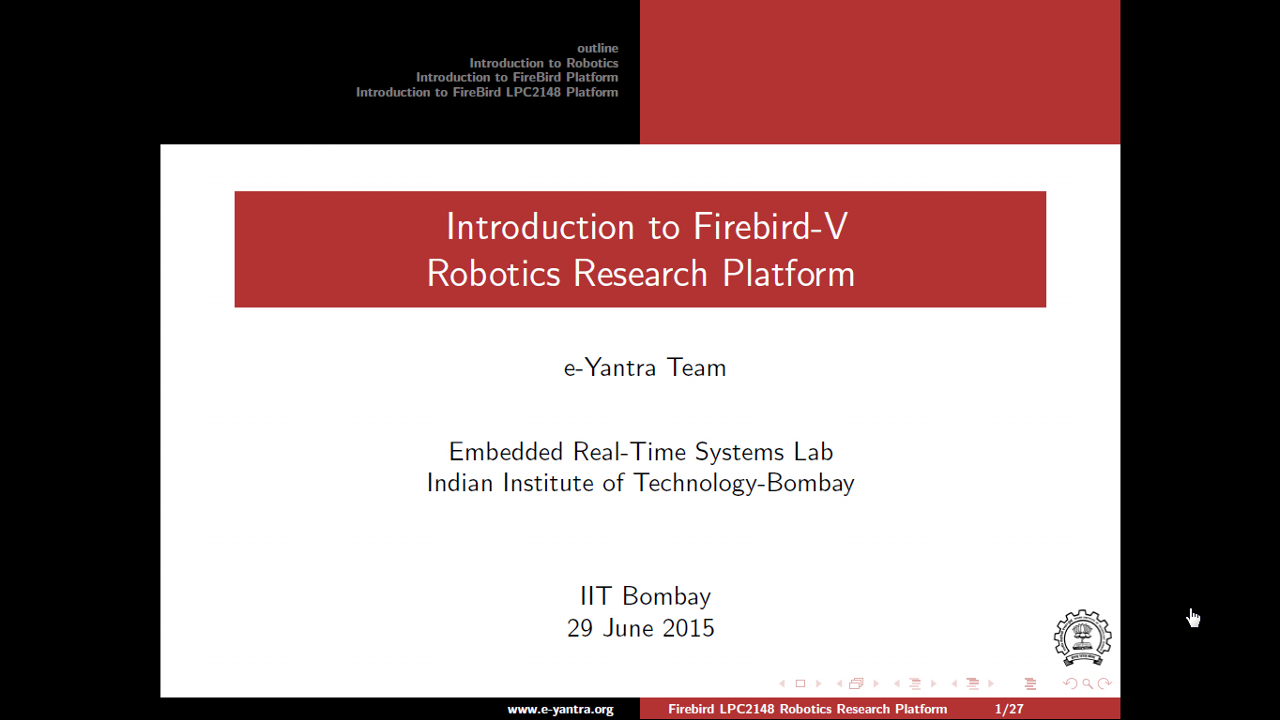 outline
Introduction to Robotics
Introduction to FireBird Platform
Introduction to FireBird LPC2148 Platform
Introduction to Firebird-V
Robotics Research Platform
e-Yantra Team
Embedded Real-Time Systems Lab
Indian Institute of Technology-Bombay
IIT Bombay
29 June 2015
www.e-yantra.org
Firebird LPC2148 Robotics Research Platform
1/27